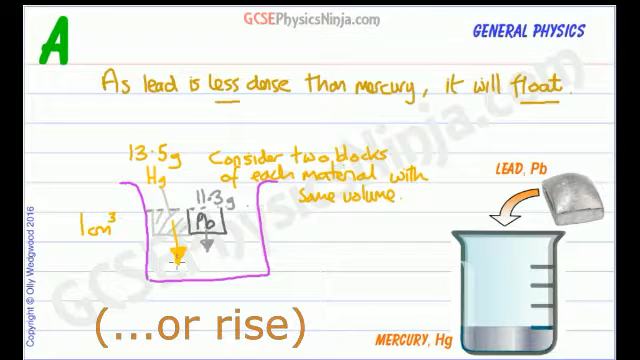 GCSEPhysicsNinja.com
A
GENERAL PHYSICS
As lead is less dense than mercury, it will float.
13.5g
Hg
Consider two blocks
of each material with
same volume.
11.3g
Pb
1cm³
LEAD, Pb
(...or rise)
MERCURY, Hg
GCSEPhysicsNinja.com
Copyright © Olly Wedgwood 2016